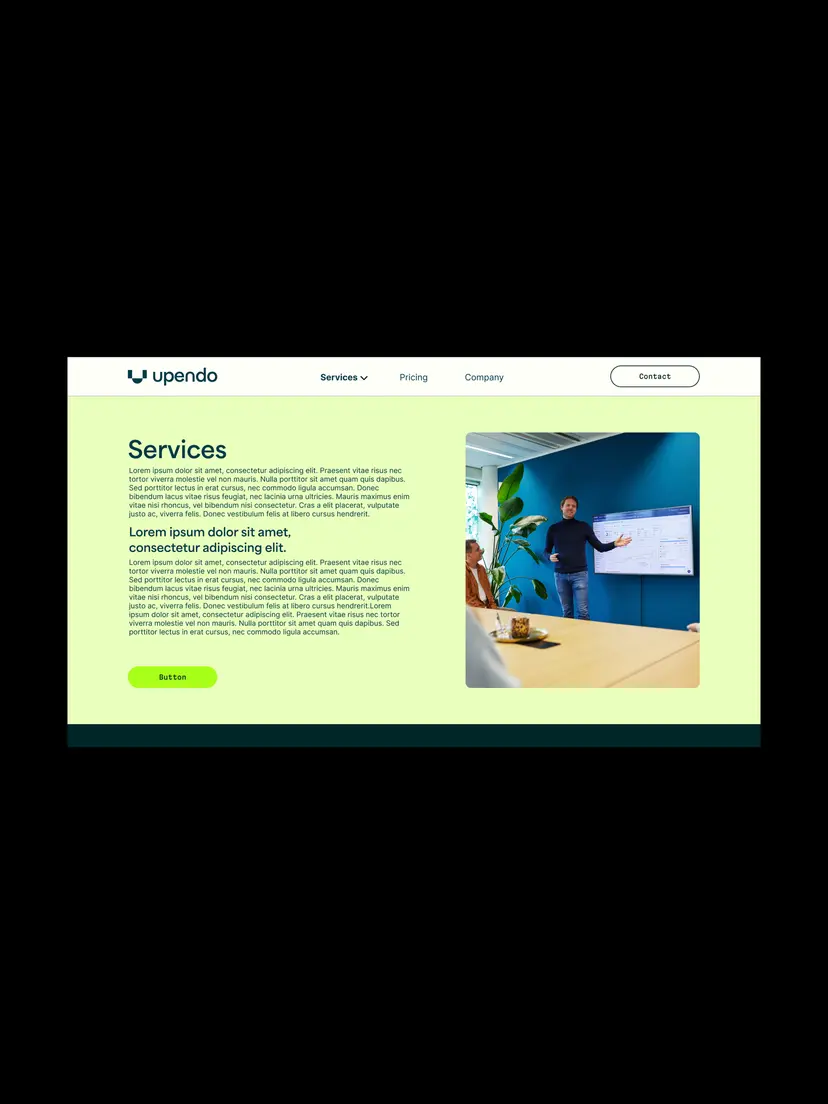 upendo
Services
Pricing
Company
Contact
Services
Lorem ipsum dolor sit amet, consectetur adipiscing elit. Praesent vitae risus nec
tortor viverra molestie vel non mauris. Nulla porttitor sit amet quam quis dapibus.
Sed porttitor lectus in erat cursus, nec commodo ligula accumsan. Donec
bibendum lacus vitae risus feugiat, nec lacinia urna ultricies. Mauris maximus enim
vitae nisi rhoncus, vel bibendum nisi consectetur. Cras a elit placerat, vulputate
justo ac, viverra felis. Donec vestibulum felis at libero cursus hendrerit.
Lorem ipsum dolor sit amet,
consectetur adipiscing elit.
Lorem ipsum dolor sit amet, consectetur adipiscing elit. Praesent vitae risus nec
tortor viverra molestie vel non mauris. Nulla porttitor sit amet quam quis dapibus.
Sed porttitor lectus in erat cursus, nec commodo ligula accumsan. Donec
bibendum lacus vitae risus feugiat, nec lacinia urna ultricies. Mauris maximus enim
vitae nisi rhoncus, vel bibendum nisi consectetur. Cras a elit placerat, vulputate
justo ac, viverra felis. Donec vestibulum felis at libero cursus hendrerit.Lorem
ipsum dolor sit amet, consectetur adipiscing elit. Praesent vitae risus nec tortor
viverra molestie vel non mauris. Nulla porttitor sit amet quam quis dapibus. Sed
porttitor lectus in erat cursus, nec commodo ligula accumsan.
Button